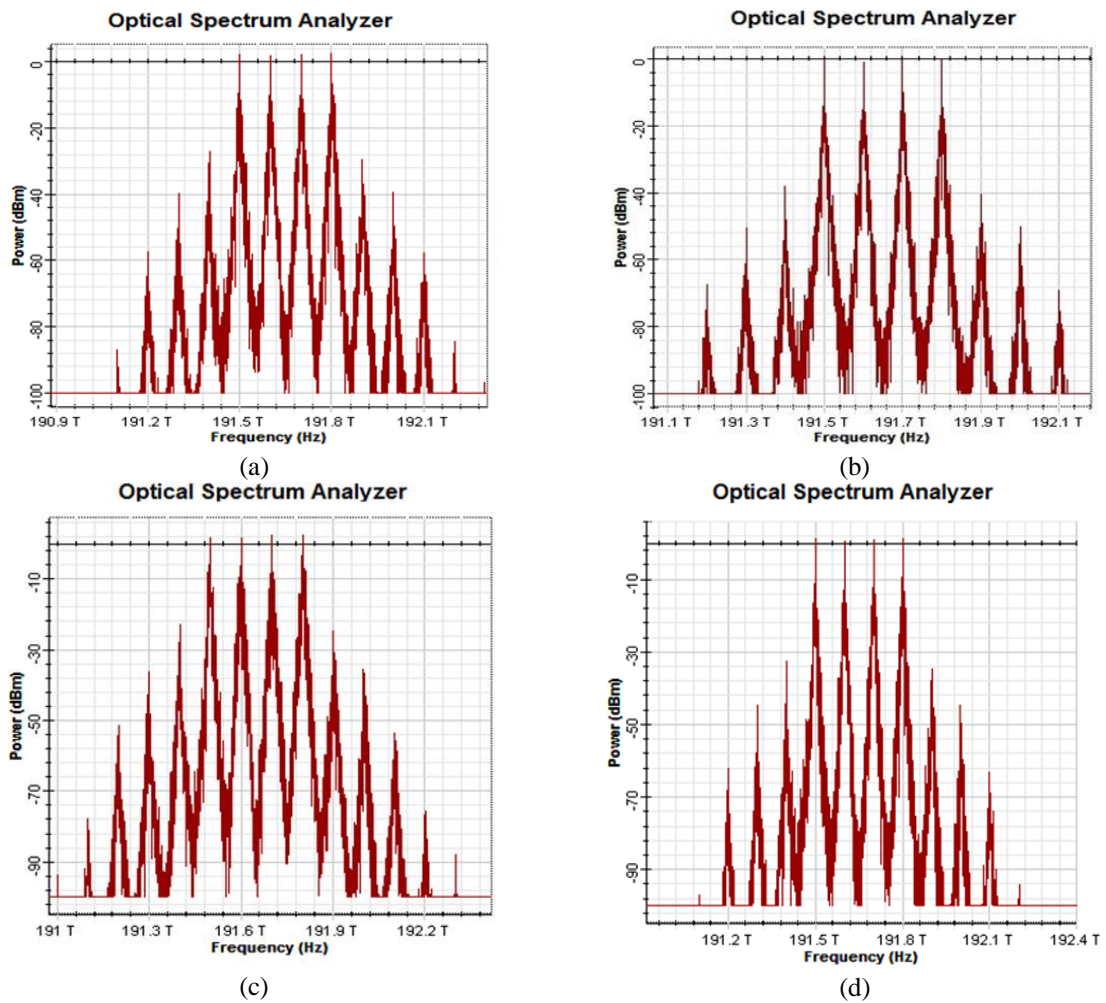 Optical Spectrum Analyzer
Power (dBm)
0
-20
-40
-60
-80
-100
190.9 T 191.2 T 191.5 T 191.8 T 192.1 T
Frequency (Hz)
(a)
Optical Spectrum Analyzer
Power (dBm)
0
-20
-40
-60
-80
-100
191.1 T 191.3 T 191.5 T 191.7 T 191.9 T 192.1 T
Frequency (Hz)
(b)
Optical Spectrum Analyzer
Power (dBm)
-10
-30
-50
-70
-90
191 T 191.3 T 191.6 T 191.9 T 192.2 T
Frequency (Hz)
(c)
Optical Spectrum Analyzer
Power (dBm)
-10
-30
-50
-70
-90
191.2 T 191.5 T 191.8 T 192.1 T 192.4 T
Frequency (Hz)
(d)